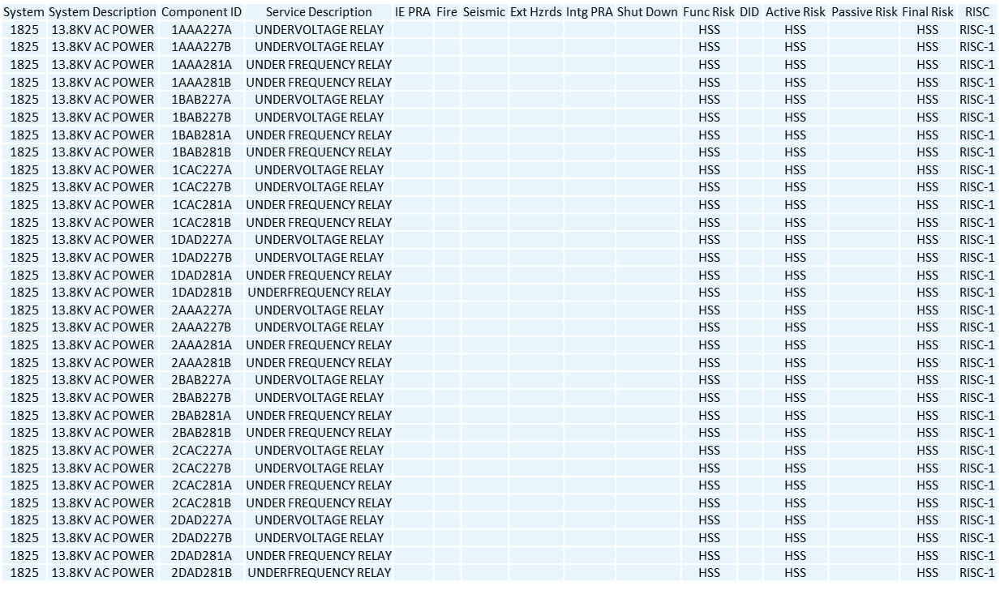 System System Description Component ID Service Description IE PRA Fire Seismic Ext Hzrds Intg PRA Shut Down Func Risk DID Active Risk Passive Risk Final Risk RISC
1825 13.8KV AC POWER 1AAA227A UNDERVOLTAGE RELAY HSS HSS HSS RISC-1
1825 13.8KV AC POWER 1AAA227B UNDERVOLTAGE RELAY HSS HSS HSS RISC-1
1825 13.8KV AC POWER 1AAA281A UNDER FREQUENCY RELAY HSS HSS HSS RISC-1
1825 13.8KV AC POWER 1AAA281B UNDER FREQUENCY RELAY HSS HSS HSS RISC-1
1825 13.8KV AC POWER 1BAB227A UNDERVOLTAGE RELAY HSS HSS HSS RISC-1
1825 13.8KV AC POWER 1BAB227B UNDERVOLTAGE RELAY HSS HSS HSS RISC-1
1825 13.8KV AC POWER 1BAB281A UNDER FREQUENCY RELAY HSS HSS HSS RISC-1
1825 13.8KV AC POWER 1BAB281B UNDER FREQUENCY RELAY HSS HSS HSS RISC-1
1825 13.8KV AC POWER 1CAC227A UNDERVOLTAGE RELAY HSS HSS HSS RISC-1
1825 13.8KV AC POWER 1CAC227B UNDERVOLTAGE RELAY HSS HSS HSS RISC-1
1825 13.8KV AC POWER 1CAC281A UNDER FREQUENCY RELAY HSS HSS HSS RISC-1
1825 13.8KV AC POWER 1CAC281B UNDER FREQUENCY RELAY HSS HSS HSS RISC-1
1825 13.8KV AC POWER 1DAD227A UNDERVOLTAGE RELAY HSS HSS HSS RISC-1
1825 13.8KV AC POWER 1DAD227B UNDERVOLTAGE RELAY HSS HSS HSS RISC-1
1825 13.8KV AC POWER 1DAD281A UNDER FREQUENCY RELAY HSS HSS HSS RISC-1
1825 13.8KV AC POWER 1DAD281B UNDERFREQUENCY RELAY HSS HSS HSS RISC-1
1825 13.8KV AC POWER 2AAA227A UNDERVOLTAGE RELAY HSS HSS HSS RISC-1
1825 13.8KV AC POWER 2AAA227B UNDERVOLTAGE RELAY HSS HSS HSS RISC-1
1825 13.8KV AC POWER 2AAA281A UNDER FREQUENCY RELAY HSS HSS HSS RISC-1
1825 13.8KV AC POWER 2AAA281B UNDER FREQUENCY RELAY HSS HSS HSS RISC-1
1825 13.8KV AC POWER 2BAB227A UNDERVOLTAGE RELAY HSS HSS HSS RISC-1
1825 13.8KV AC POWER 2BAB227B UNDERVOLTAGE RELAY HSS HSS HSS RISC-1
1825 13.8KV AC POWER 2BAB281A UNDER FREQUENCY RELAY HSS HSS HSS RISC-1
1825 13.8KV AC POWER 2BAB281B UNDER FREQUENCY RELAY HSS HSS HSS RISC-1
1825 13.8KV AC POWER 2CAC227A UNDERVOLTAGE RELAY HSS HSS HSS RISC-1
1825 13.8KV AC POWER 2CAC227B UNDERVOLTAGE RELAY HSS HSS HSS RISC-1
1825 13.8KV AC POWER 2CAC281A UNDER FREQUENCY RELAY HSS HSS HSS RISC-1
1825 13.8KV AC POWER 2CAC281B UNDER FREQUENCY RELAY HSS HSS HSS RISC-1
1825 13.8KV AC POWER 2DAD227A UNDERVOLTAGE RELAY HSS HSS HSS RISC-1
1825 13.8KV AC POWER 2DAD227B UNDERVOLTAGE RELAY HSS HSS HSS RISC-1
1825 13.8KV AC POWER 2DAD281A UNDER FREQUENCY RELAY HSS HSS HSS RISC-1
1825 13.8KV AC POWER 2DAD281B UNDERFREQUENCY RELAY HSS HSS HSS RISC-1